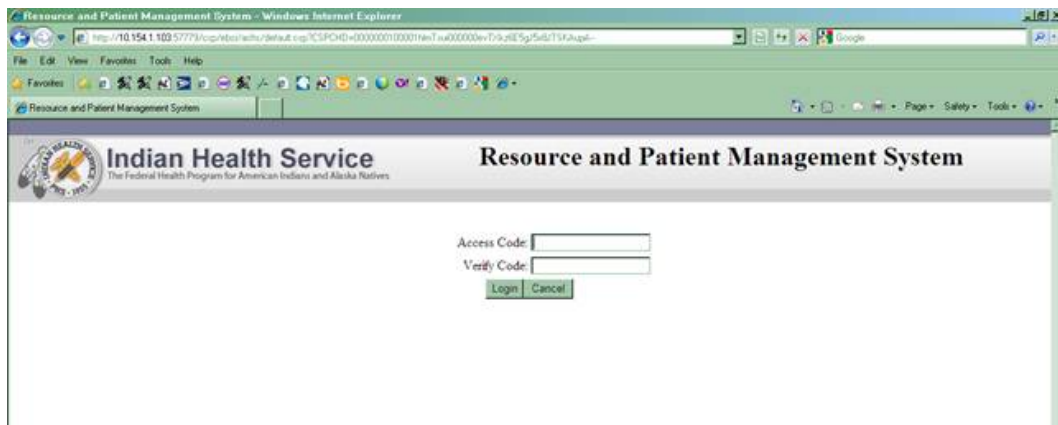 Resource and Patient Management System - Windows Internet Explorer
Google
File Edit View Favorites Tools Help
Favorites
Resource and Patient Management System
Page Safety Tools
Indian Health Service
The Federal Health Program for American Indians and Alaska Natives
Resource and Patient Management System
Access Code:
Verify Code:
Login Cancel